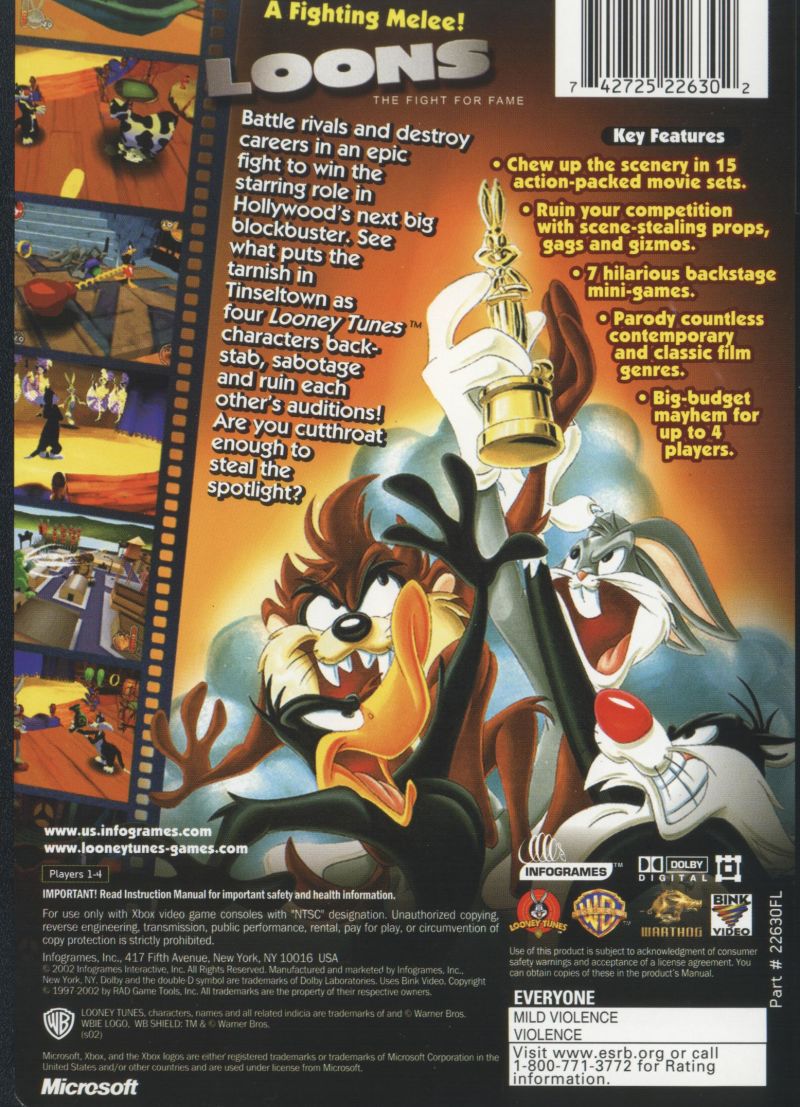 A Fighting Melee!
LOONS
THE FIGHT FOR FAME
7 42725 22630 2
Battle rivals and destroy
careers in an epic
fight to win the
starring role in
Hollywood's next big
blockbuster. See
what puts the
tarnish in
Tinseltown as
four Looney Tunes™
characters back-
stab, sabotage
and ruin each
other's auditions!
Are you cutthroat
enough to
steal the
spotlight?
Key Features
• Chew up the scenery in 15
action-packed movie sets.
• Ruin your competition
with scene-stealing props,
gags and gizmos.
• 7 hilarious backstage
mini-games.
• Parody countless
contemporary
and classic film
genres.
• Big-budget
mayhem for
up to 4
players.
www.us.infogrames.com
www.looneytunes-games.com
Players 1-4
IMPORTANT! Read Instruction Manual for important safety and health information.
For use only with Xbox video game consoles with "NTSC" designation. Unauthorized copying,
reverse engineering, transmission, public performance, rental, pay for play, or circumvention of
copy protection is strictly prohibited.
Infogrames, Inc., 417 Fifth Avenue, New York, NY 10016 USA
© 2002 Infogrames Interactive, Inc. All Rights Reserved. Manufactured and marketed by Infogrames, Inc.,
New York, NY. Dolby and the double-D symbol are trademarks of Dolby Laboratories. Uses Bink Video. Copyright
© 1997-2002 by RAD Game Tools, Inc. All trademarks are the property of their respective owners.
WB
LOONEY TUNES, characters, names and all related indicia are trademarks of and © Warner Bros.
WBIE LOGO, WB SHIELD: TM & © Warner Bros.
(s02)
Microsoft, Xbox, and the Xbox logos are either registered trademarks or trademarks of Microsoft Corporation in the
United States and/or other countries and are used under license from Microsoft.
Microsoft
INFOGRAMES™
DOLBY
DIGITAL
LOONEY TUNES
WARTHOG
BINK
VIDEO
Use of this product is subject to acknowledgment of consumer
safety warnings and acceptance of a license agreement. You
can obtain copies of these in the product's Manual.
Part # 22630FL
EVERYONE
MILD VIOLENCE
VIOLENCE
Visit www.esrb.org or call
1-800-771-3772 for Rating
information.